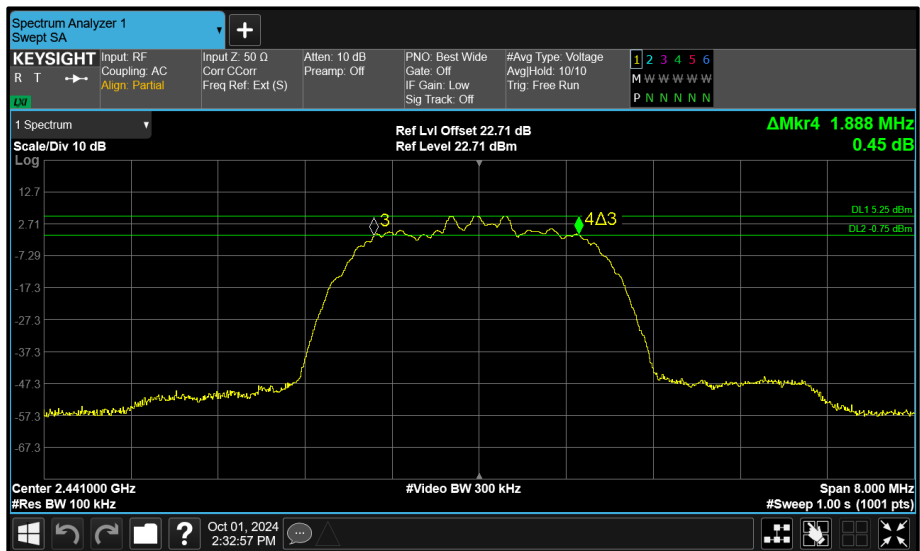 Spectrum Analyzer 1
Swept SA
KEYSIGHT
R T
LXI
Input: RF
Coupling: AC
Align: Partial
Input Z: 50 Ω
Corr CCorr
Freq Ref: Ext (S)
Atten: 10 dB
Preamp: Off
PNO: Best Wide
Gate: Off
IF Gain: Low
Sig Track: Off
#Avg Type: Voltage
Avg|Hold: 10/10
Trig: Free Run
1 2 3 4 5 6
M W W W W W W
P N N N N N
1 Spectrum
Scale/Div 10 dB
Log
Ref Lvl Offset 22.71 dB
Ref Level 22.71 dBm
ΔMkr4 1.888 MHz
0.45 dB
12.7
2.71
-7.29
-17.3
-27.3
-37.3
-47.3
-57.3
-67.3
3
4Δ3
DL1 5.25 dBm
DL2 -0.75 dBm
Center 2.441000 GHz
#Res BW 100 kHz
#Video BW 300 kHz
Span 8.000 MHz
#Sweep 1.00 s (1001 pts)
?
Oct 01, 2024
2:32:57 PM